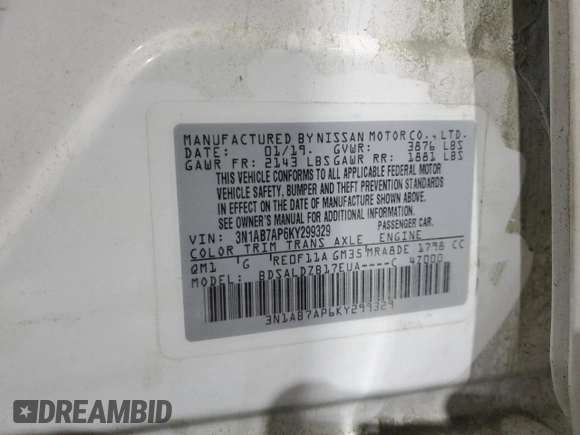 MANUFACTURED BY NISSAN MOTOR CO., LTD.
DATE: 01/19. GVWR: 3876 LBS
GAWR FR: 2143 LBS GAWR RR: 1881 LBS
THIS VEHICLE CONFORMS TO ALL APPLICABLE FEDERAL MOTOR
VEHICLE SAFETY, BUMPER AND THEFT PREVENTION STANDARDS
IN EFFECT ON THE DATE OF MANUFACTURE SHOWN ABOVE.
SEE OWNER'S MANUAL FOR ADDITIONAL INFORMATION.
VIN: 3N1AB7AP6KY299329 PASSENGER CAR.
COLOR TRIM TRANS AXLE ENGINE
QM1 G RE0F11A GM35 MRA8DE 1798 CC
MODEL: BDSALDZB17EUA----C 47000
3N1AB7AP6KY299329
DREAMBID